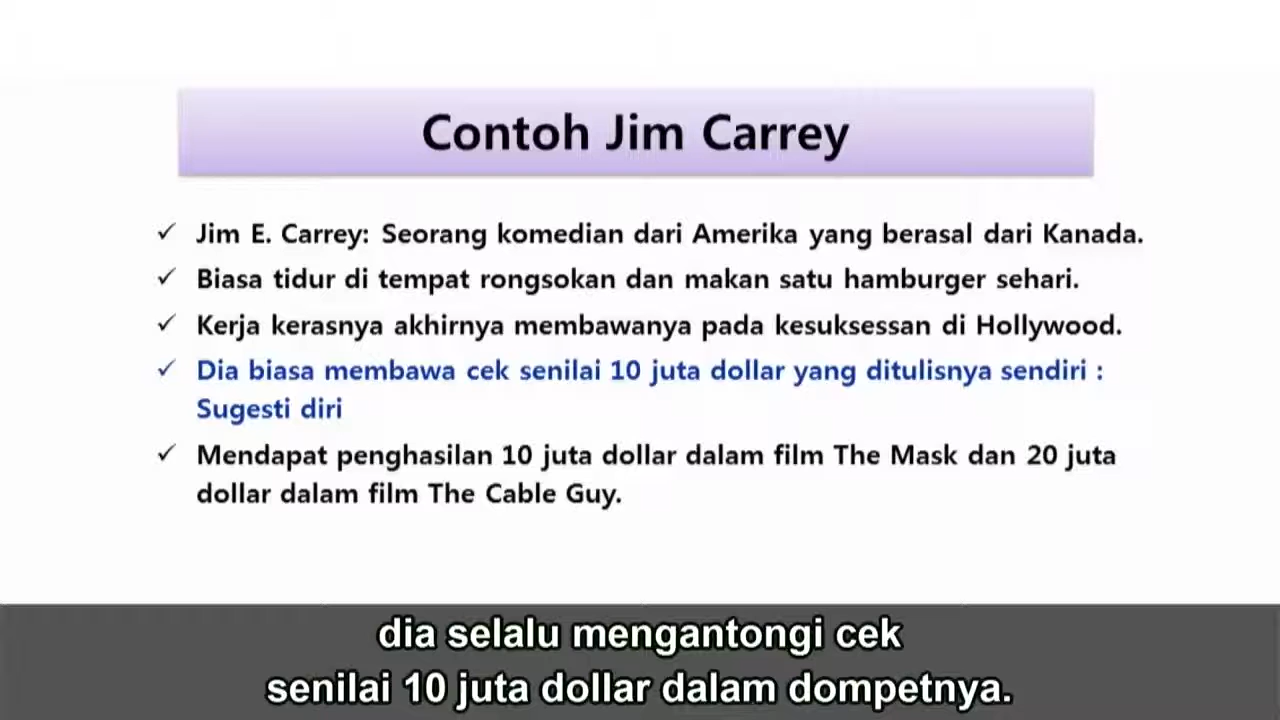 Contoh Jim Carrey
✓ Jim E. Carrey: Seorang komedian dari Amerika yang berasal dari Kanada.
✓ Biasa tidur di tempat rongsokan dan makan satu hamburger sehari.
✓ Kerja kerasnya akhirnya membawanya pada kesuksessan di Hollywood.
✓ Dia biasa membawa cek senilai 10 juta dollar yang ditulisnya sendiri :
Sugesti diri
✓ Mendapat penghasilan 10 juta dollar dalam film The Mask dan 20 juta
dollar dalam film The Cable Guy.
dia selalu mengantongi cek
senilai 10 juta dollar dalam dompetnya.